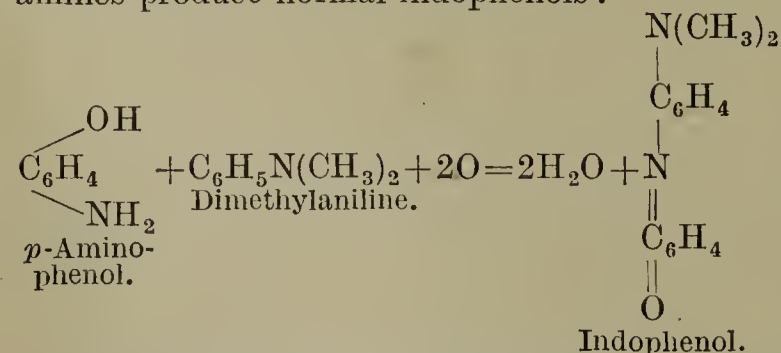 amines produce normal indophenols:
N(CH₃)₂
C₆H₄
OH
C₆H₄ +C₆H₅N(CH₃)₂+2O=2H₂O+N
NH₂
Dimethylaniline.
p-Amino-
phenol.
C₆H₄
O
Indophenol.